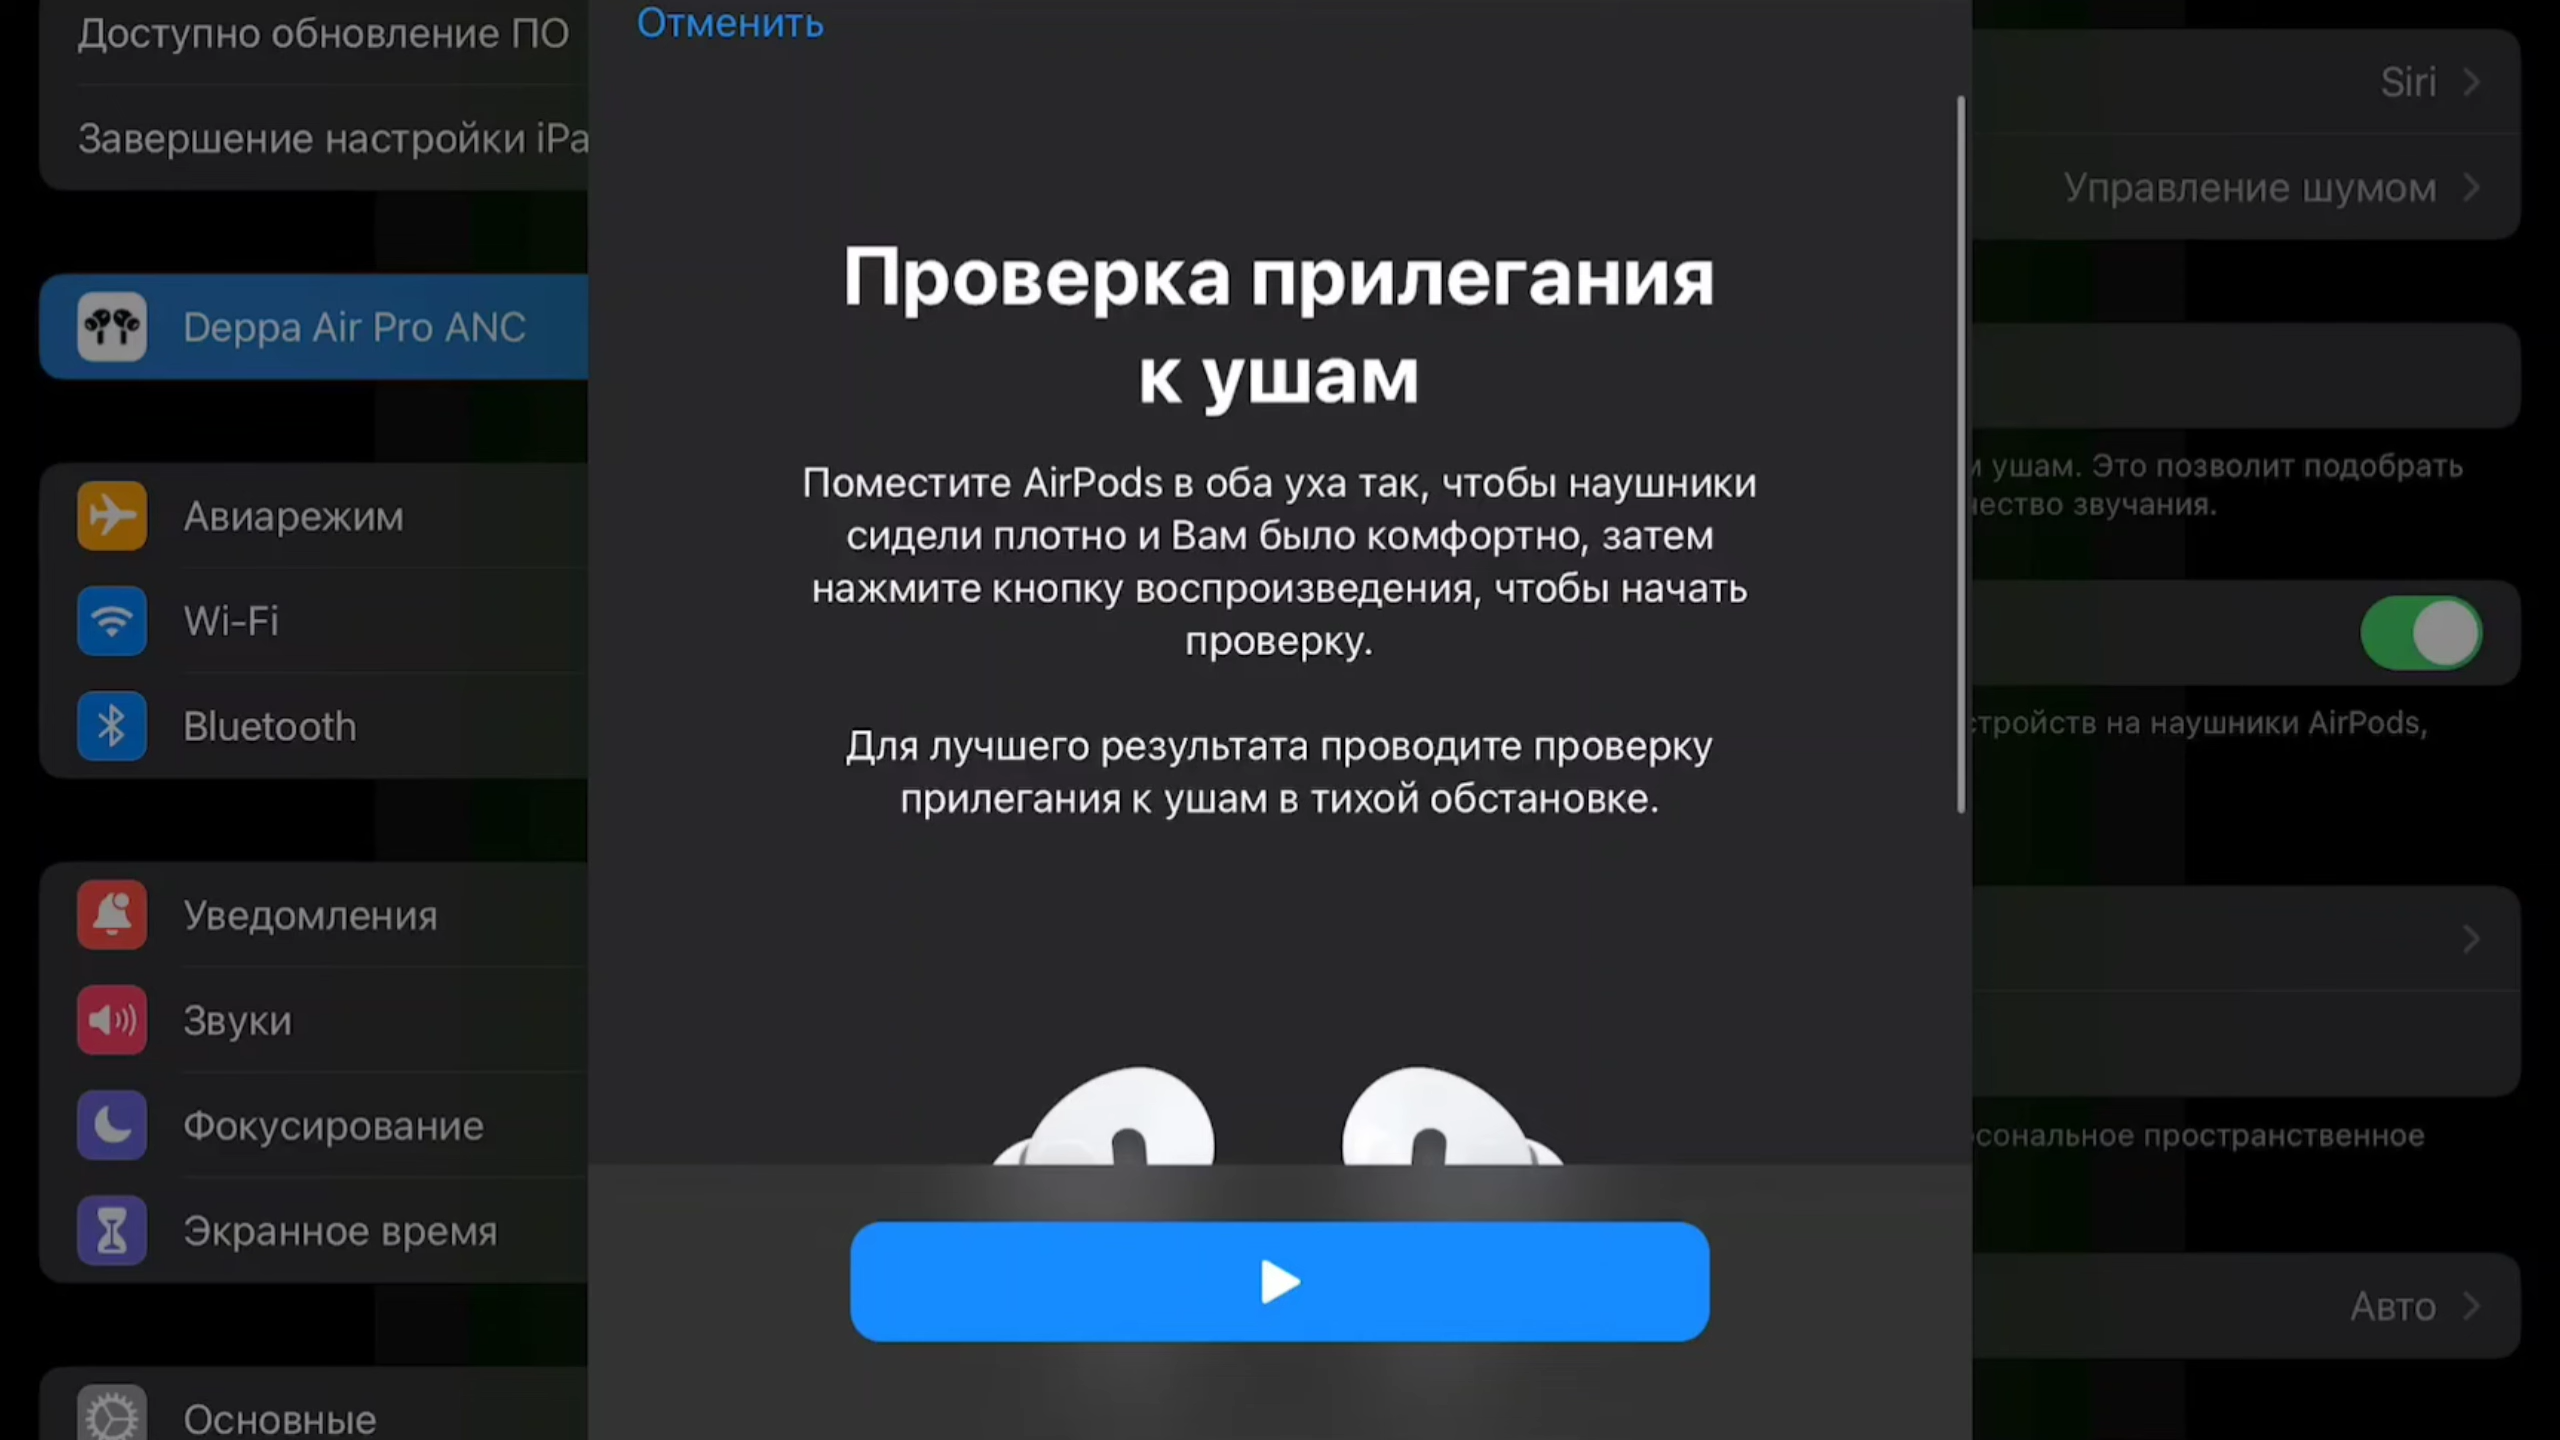 Доступно обновление ПО
Завершение настройки iPa
Deppa Air Pro ANC
Авиарежим
Wi-Fi
Bluetooth
Уведомления
Звуки
Фокусирование
Экранное время
Основные
Отменить
Проверка прилегания
к ушам
Поместите AirPods в оба уха так, чтобы наушники
сидели плотно и Вам было комфортно, затем
нажмите кнопку воспроизведения, чтобы начать
проверку.
Для лучшего результата проводите проверку
прилегания к ушам в тихой обстановке.
Siri
Управление шумом
м ушам. Это позволит подобрать
чество звучания.
стройств на наушники AirPods,
сональное пространственное
Авто